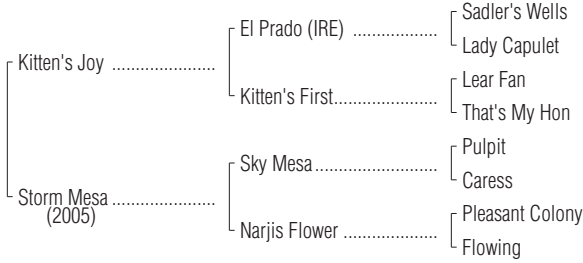 Sadler's Wells
El Prado (IRE) ..................
Lady Capulet
Kitten's Joy ......................
Lear Fan
Kitten's First......................
That's My Hon
Pulpit
Sky Mesa..........................
Caress
Storm Mesa ......................
(2005)
Pleasant Colony
Narjis Flower ....................
Flowing